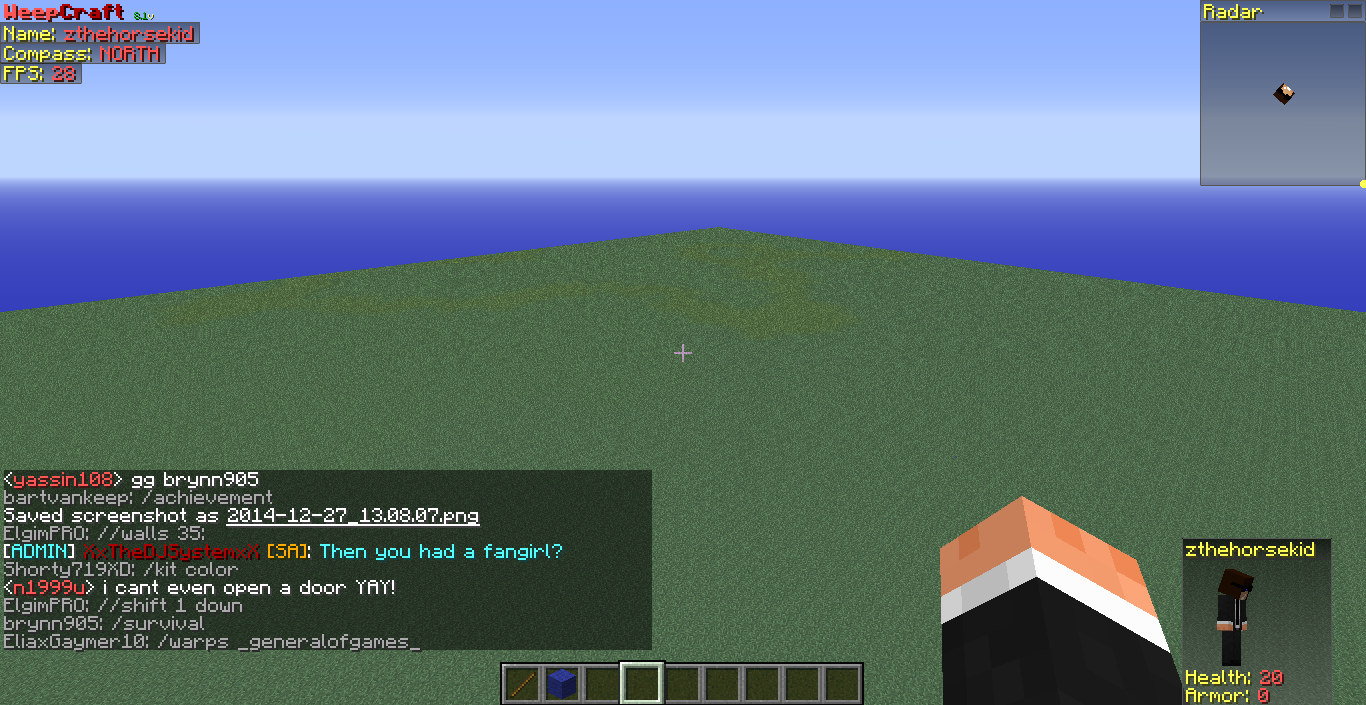 WeepCraft 8.1v
Name: zthehorsekid
Compass: NORTH
FPS: 28
Radar
<yassin108> gg brynn905
bartvankeep: /achievement
Saved screenshot as 2014-12-27_13.08.07.png
ElgimPRO: //walls 35:
[ADMIN] XxTheDJSystemxX [SA]: Then you had a fangirl?
Shorty719XD: /kit color
<n1999u> i cant even open a door YAY!
ElgimPRO: //shift 1 down
brynn905: /survival
EliaxGaymer10: /warps _generalofgames_
zthehorsekid
Health: 20
Armor: 0